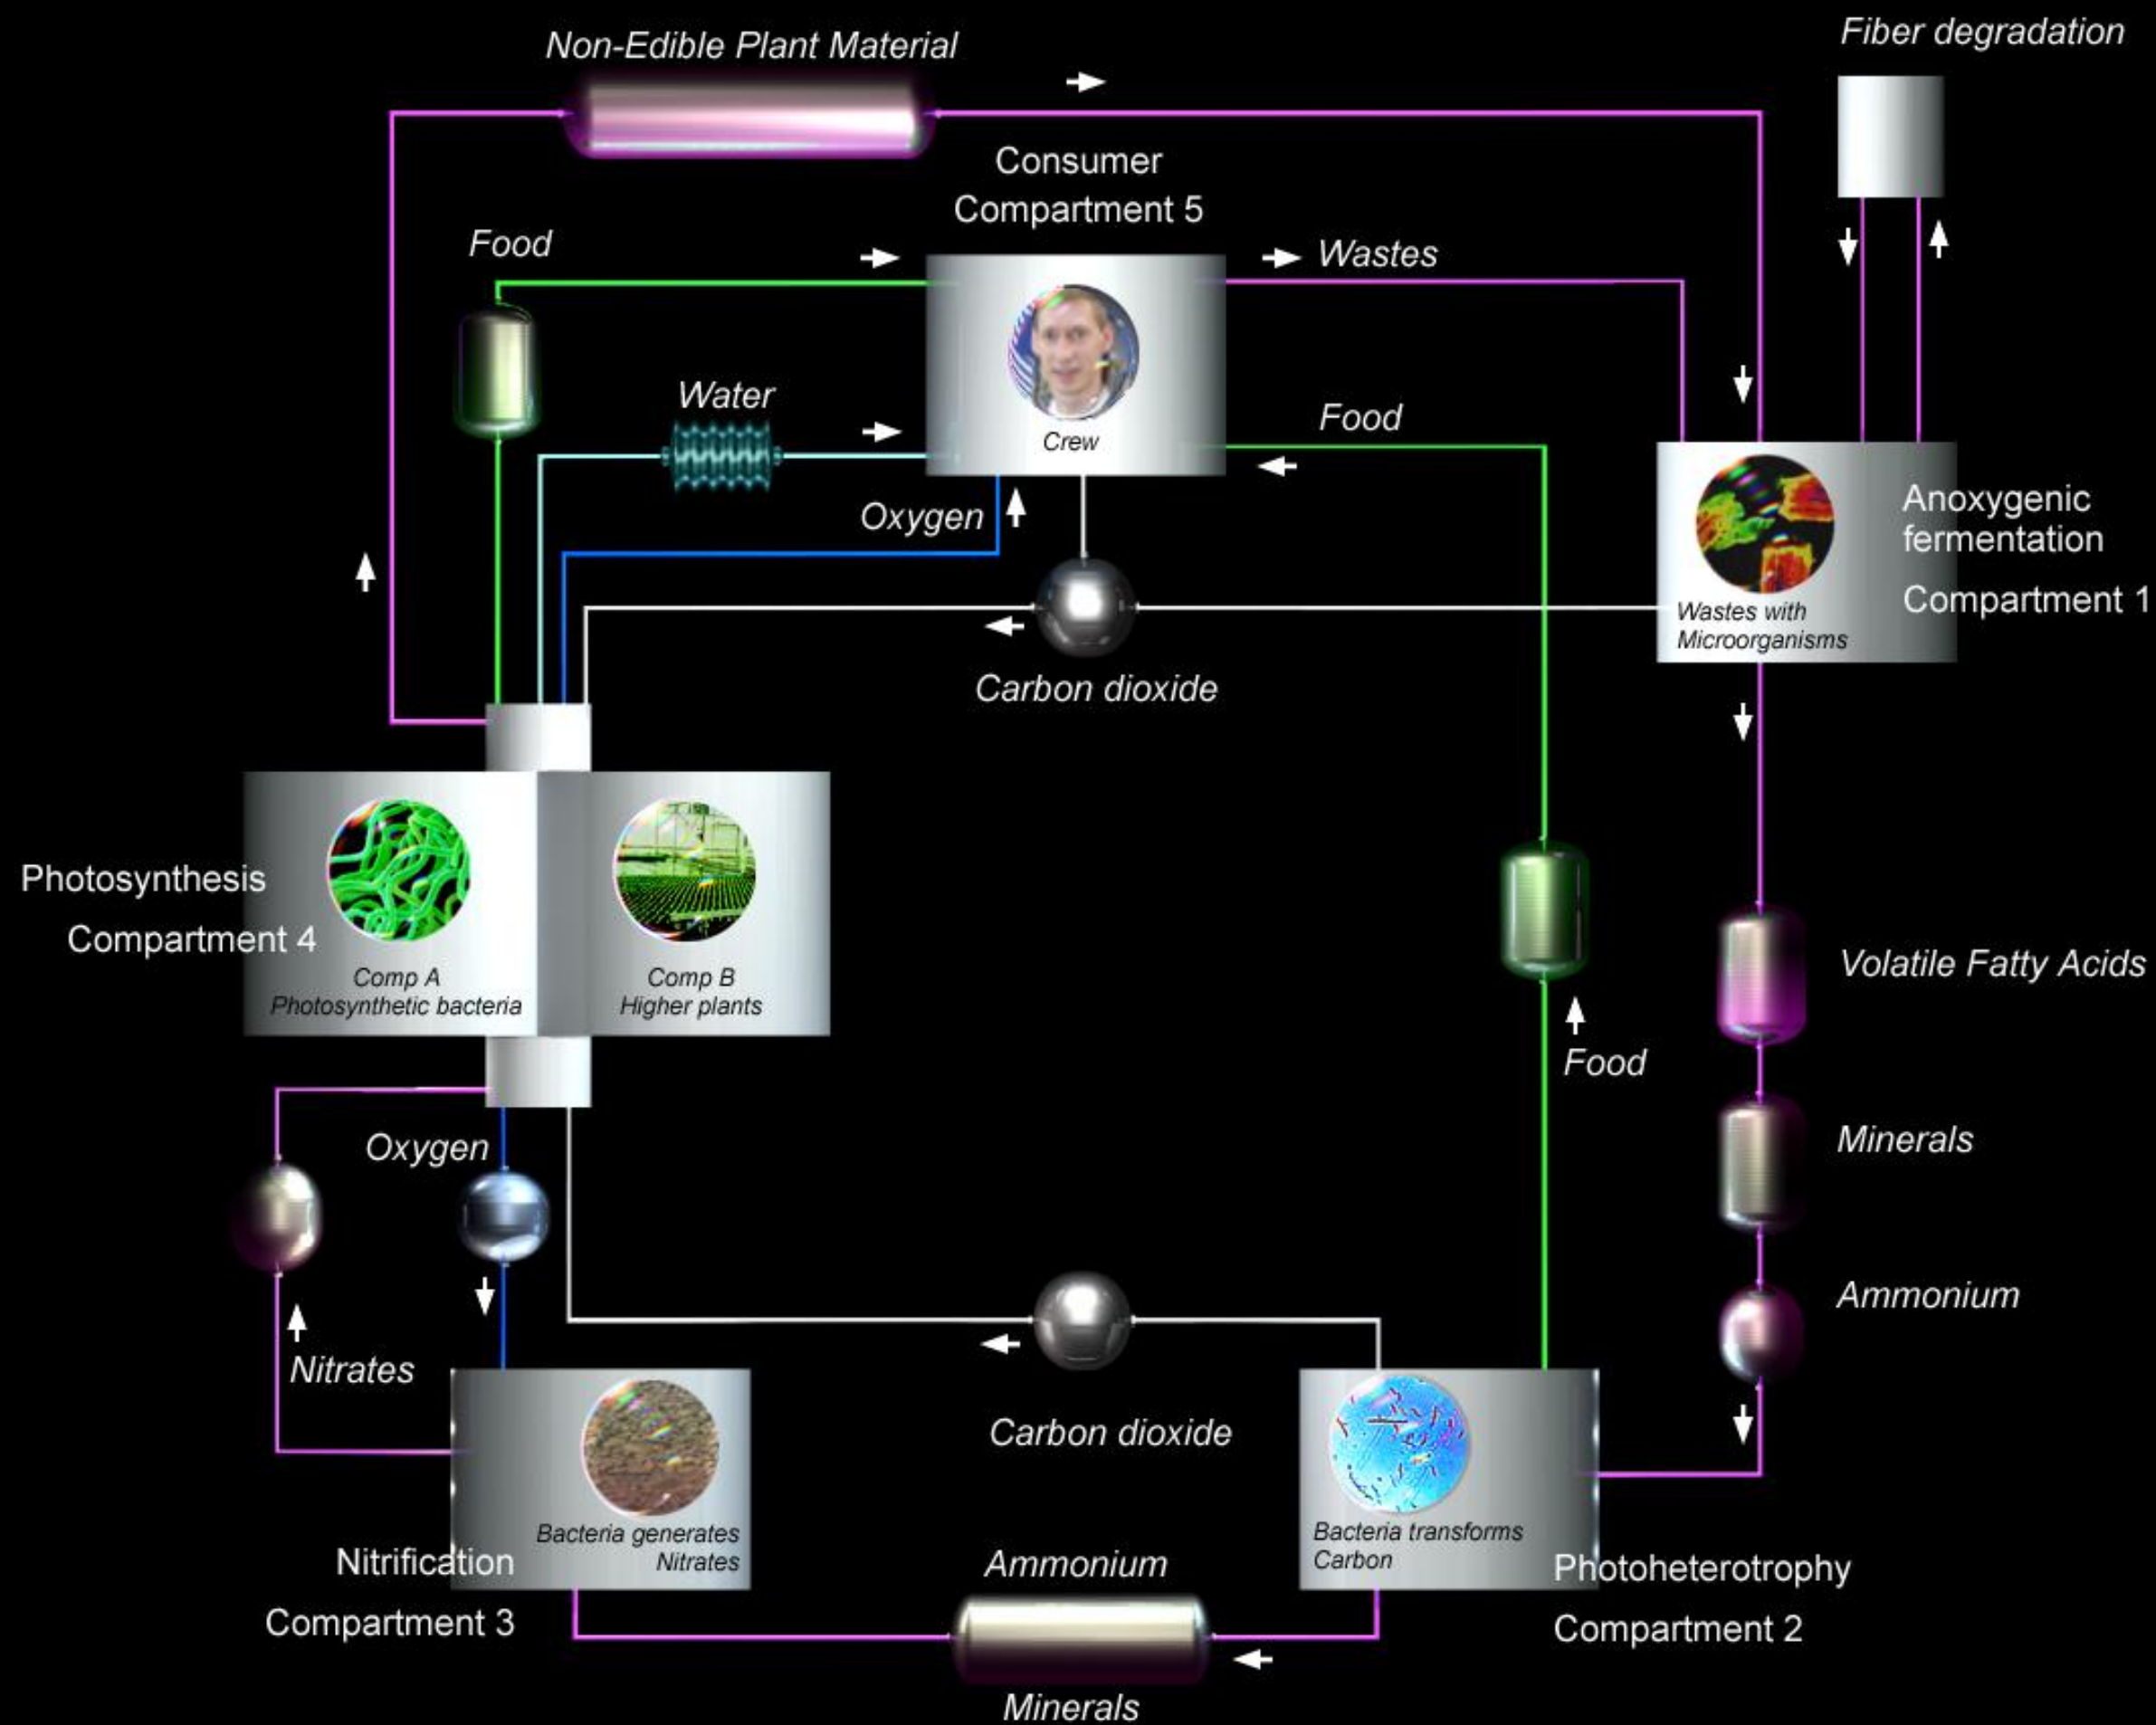 Fiber degradation
Non-Edible Plant Material
Consumer
Compartment 5
Food
Wastes
Water
Food
Crew
Oxygen
Anoxygenic
fermentation
Compartment 1
Wastes with
Microorganisms
Carbon dioxide
Photosynthesis
Compartment 4
Comp A
Photosynthetic bacteria
Comp B
Higher plants
Volatile Fatty Acids
Food
Minerals
Oxygen
Ammonium
Nitrates
Carbon dioxide
Bacteria generates
Nitrates
Nitrification
Compartment 3
Bacteria transforms
Carbon
Photoheterotrophy
Compartment 2
Ammonium
Minerals